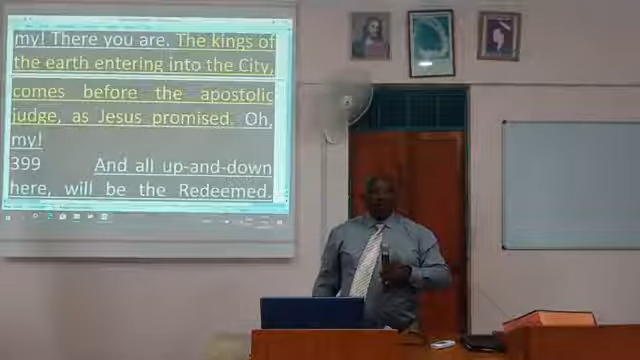 my! There you are. The kings of
the earth entering into the City,
comes before the apostolic
judge, as Jesus promised. Oh,
my!
399 And all up-and-down
here, will be the Redeemed.